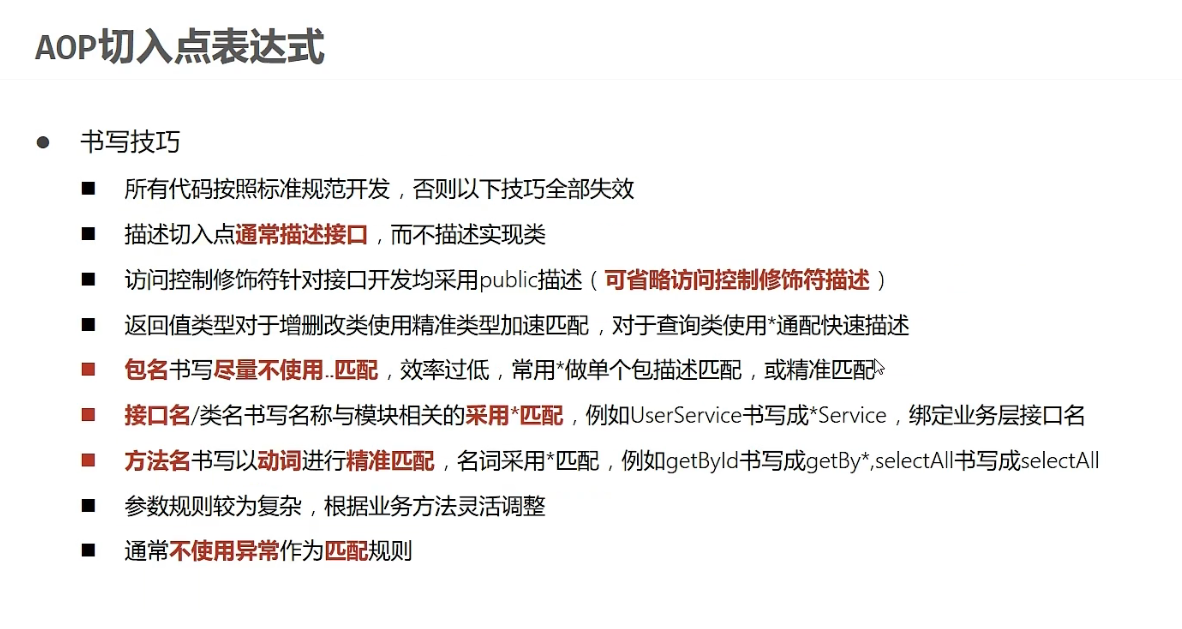 AOP切入点表达式
书写技巧
所有代码按照标准规范开发，否则以下技巧全部失效
描述切入点通常描述接口，而不描述实现类
访问控制修饰符针对接口开发均采用public描述（可省略访问控制修饰符描述）
返回值类型对于增删改类使用精准类型加速匹配，对于查询类使用*通配快速描述
包名书写尽量不使用..匹配，效率过低，常用*做单个包描述匹配，或精准匹配
接口名/类名书写名称与模块相关的采用*匹配，例如UserService书写成*Service，绑定业务层接口名
方法名书写以动词进行精准匹配，名词采用*匹配，例如getById书写成getBy*,selectAll书写成selectAll
参数规则较为复杂，根据业务方法灵活调整
通常不使用异常作为匹配规则